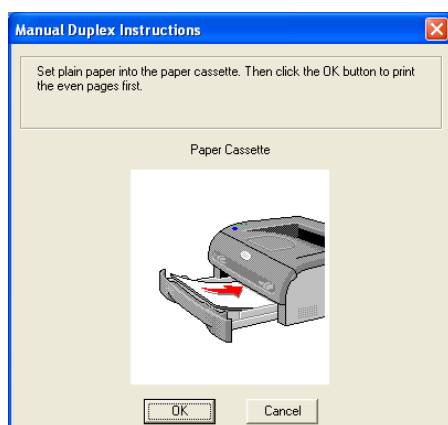 Manual Duplex Instructions
Set plain paper into the paper cassette. Then click the OK button to print
the even pages first.
Paper Cassette
OK
Cancel